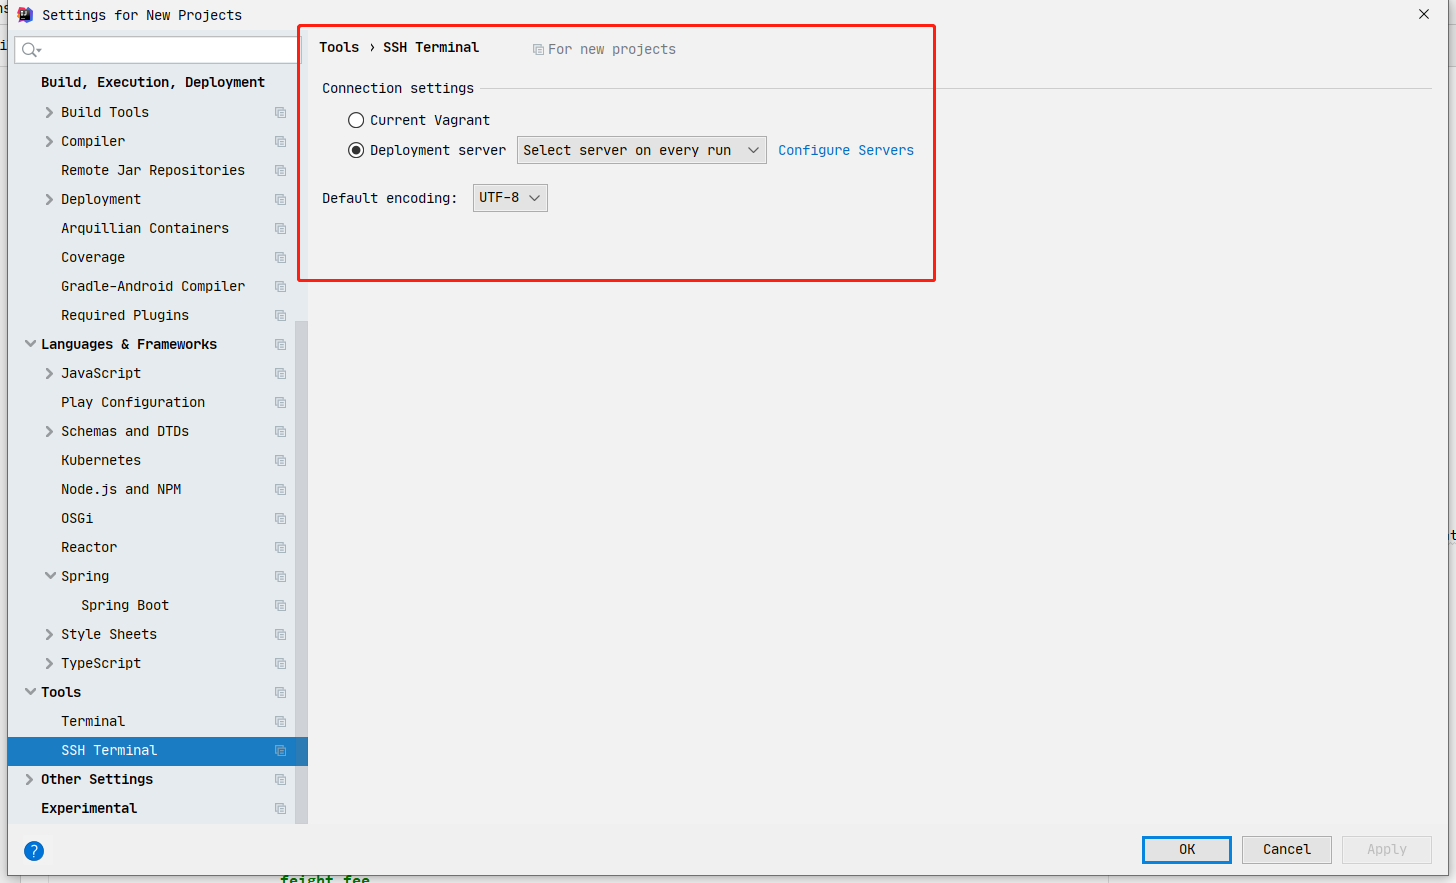 Settings for New Projects
Tools › SSH Terminal
For new projects
Build, Execution, Deployment
Build Tools
Compiler
Remote Jar Repositories
Deployment
Arquillian Containers
Coverage
Gradle-Android Compiler
Required Plugins
Languages & Frameworks
JavaScript
Play Configuration
Schemas and DTDs
Kubernetes
Node.js and NPM
OSGi
Reactor
Spring
Spring Boot
Style Sheets
TypeScript
Tools
Terminal
SSH Terminal
Other Settings
Experimental
Connection settings
Current Vagrant
Deployment server Select server on every run Configure Servers
Default encoding: UTF-8
?
OK Cancel Apply
feight fee